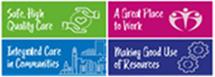 Safe, High
Quality Care
A Great Place
to Work
Integrated Care
in Communities
Making Good Use
of Resources